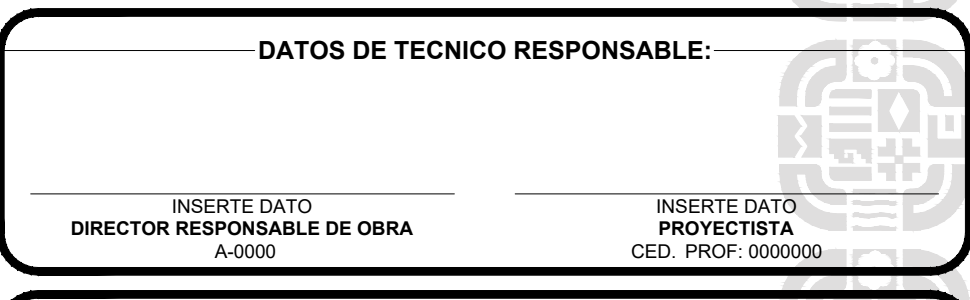 DATOS DE TECNICO RESPONSABLE:
INSERTE DATO
DIRECTOR RESPONSABLE DE OBRA
A-0000
INSERTE DATO
PROYECTISTA
CED. PROF: 0000000